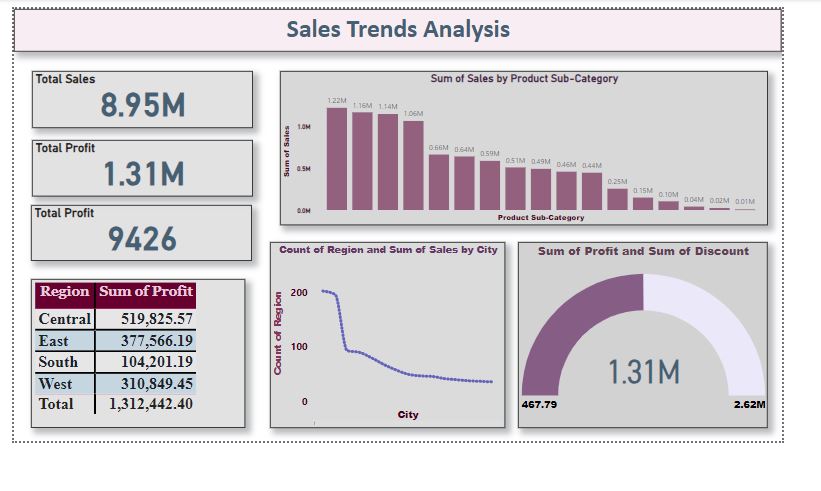 Sales Trends Analysis
Total Sales
8.95M
Total Profit
1.31M
Total Profit
9426
Region Sum of Profit
Central 519,825.57
East 377,566.19
South 104,201.19
West 310,849.45
Total 1,312,442.40
Sum of Sales by Product Sub-Category
Sum of Sales
1.0M
0.5M
0.0M
1.22M 1.16M 1.14M 1.06M 0.66M 0.64M 0.59M 0.51M 0.49M 0.46M 0.44M 0.25M 0.15M 0.10M 0.04M 0.02M 0.01M
Product Sub-Category
Count of Region and Sum of Sales by City
Count of Region
200
100
0
City
Sum of Profit and Sum of Discount
1.31M
467.79 2.62M